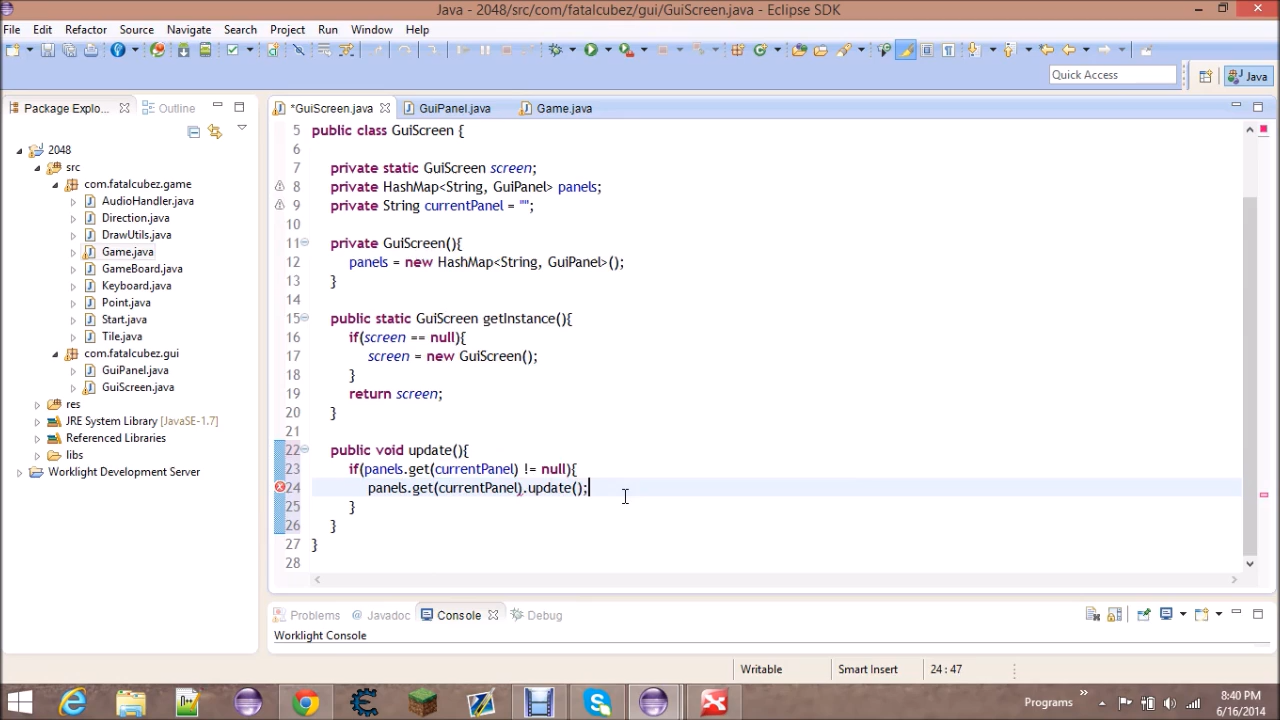 Java - 2048/src/com/fatalcubez/gui/GuiScreen.java - Eclipse SDK
File Edit Refactor Source Navigate Search Project Run Window Help
Quick Access Java
Package Explo... Outline *GuiScreen.java GuiPanel.java Game.java
2048
src
com.fatalcubez.game
AudioHandler.java
Direction.java
DrawUtils.java
Game.java
GameBoard.java
Keyboard.java
Point.java
Start.java
Tile.java
com.fatalcubez.gui
GuiPanel.java
GuiScreen.java
res
JRE System Library [JavaSE-1.7]
Referenced Libraries
libs
Worklight Development Server
5 public class GuiScreen {
6
7 private static GuiScreen screen;
8 private HashMap<String, GuiPanel> panels;
9 private String currentPanel = "";
10
11 private GuiScreen(){
12 panels = new HashMap<String, GuiPanel>();
13 }
14
15 public static GuiScreen getInstance(){
16 if(screen == null){
17 screen = new GuiScreen();
18 }
19 return screen;
20 }
21
22 public void update(){
23 if(panels.get(currentPanel) != null){
24 panels.get(currentPanel).update();
25 }
26 }
27 }
28
Problems Javadoc Console Debug
Worklight Console
Writable Smart Insert 24 : 47
Programs 8:40 PM
6/16/2014